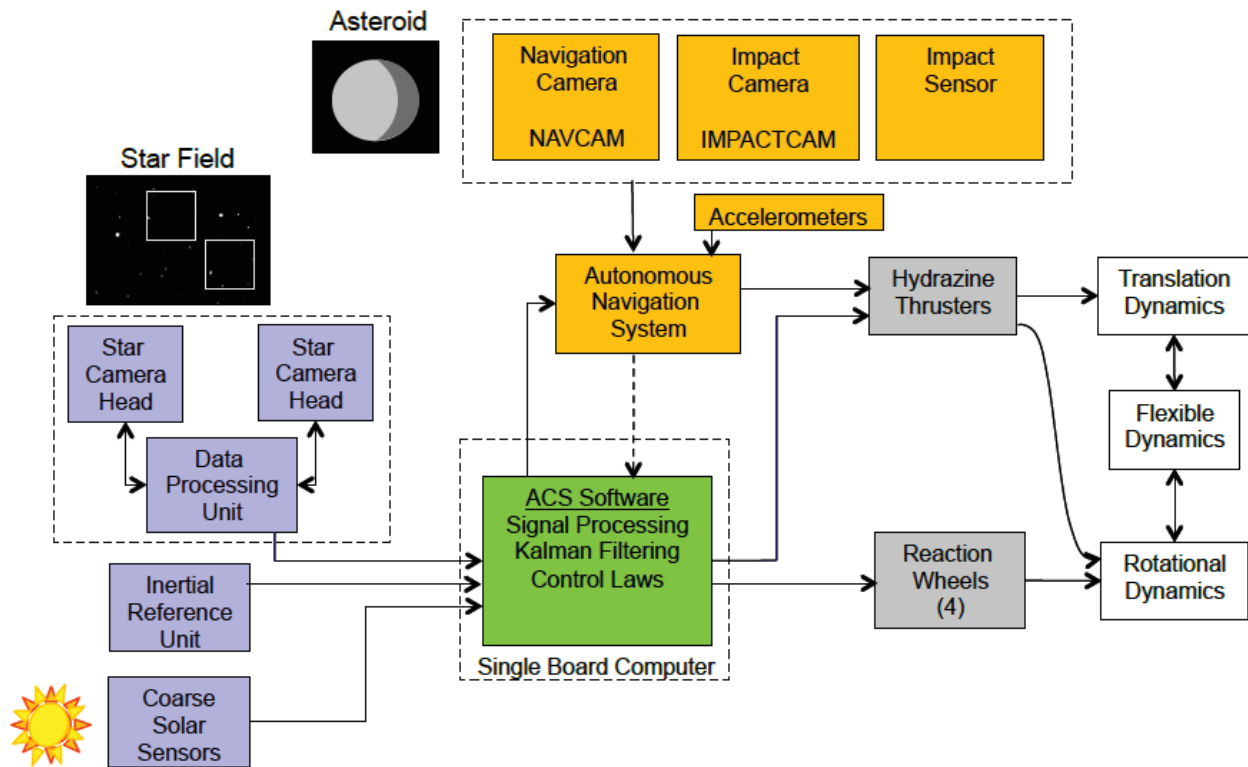 Asteroid
Navigation
Camera
NAVCAM
Impact
Camera
IMPACTCAM
Impact
Sensor
Star Field
Accelerometers
Autonomous
Navigation
System
Hydrazine
Thrusters
Translation
Dynamics
Star
Camera
Head
Star
Camera
Head
Flexible
Dynamics
Data
Processing
Unit
ACS Software
Signal Processing
Kalman Filtering
Control Laws
Reaction
Wheels
(4)
Rotational
Dynamics
Inertial
Reference
Unit
Single Board Computer
Coarse
Solar
Sensors